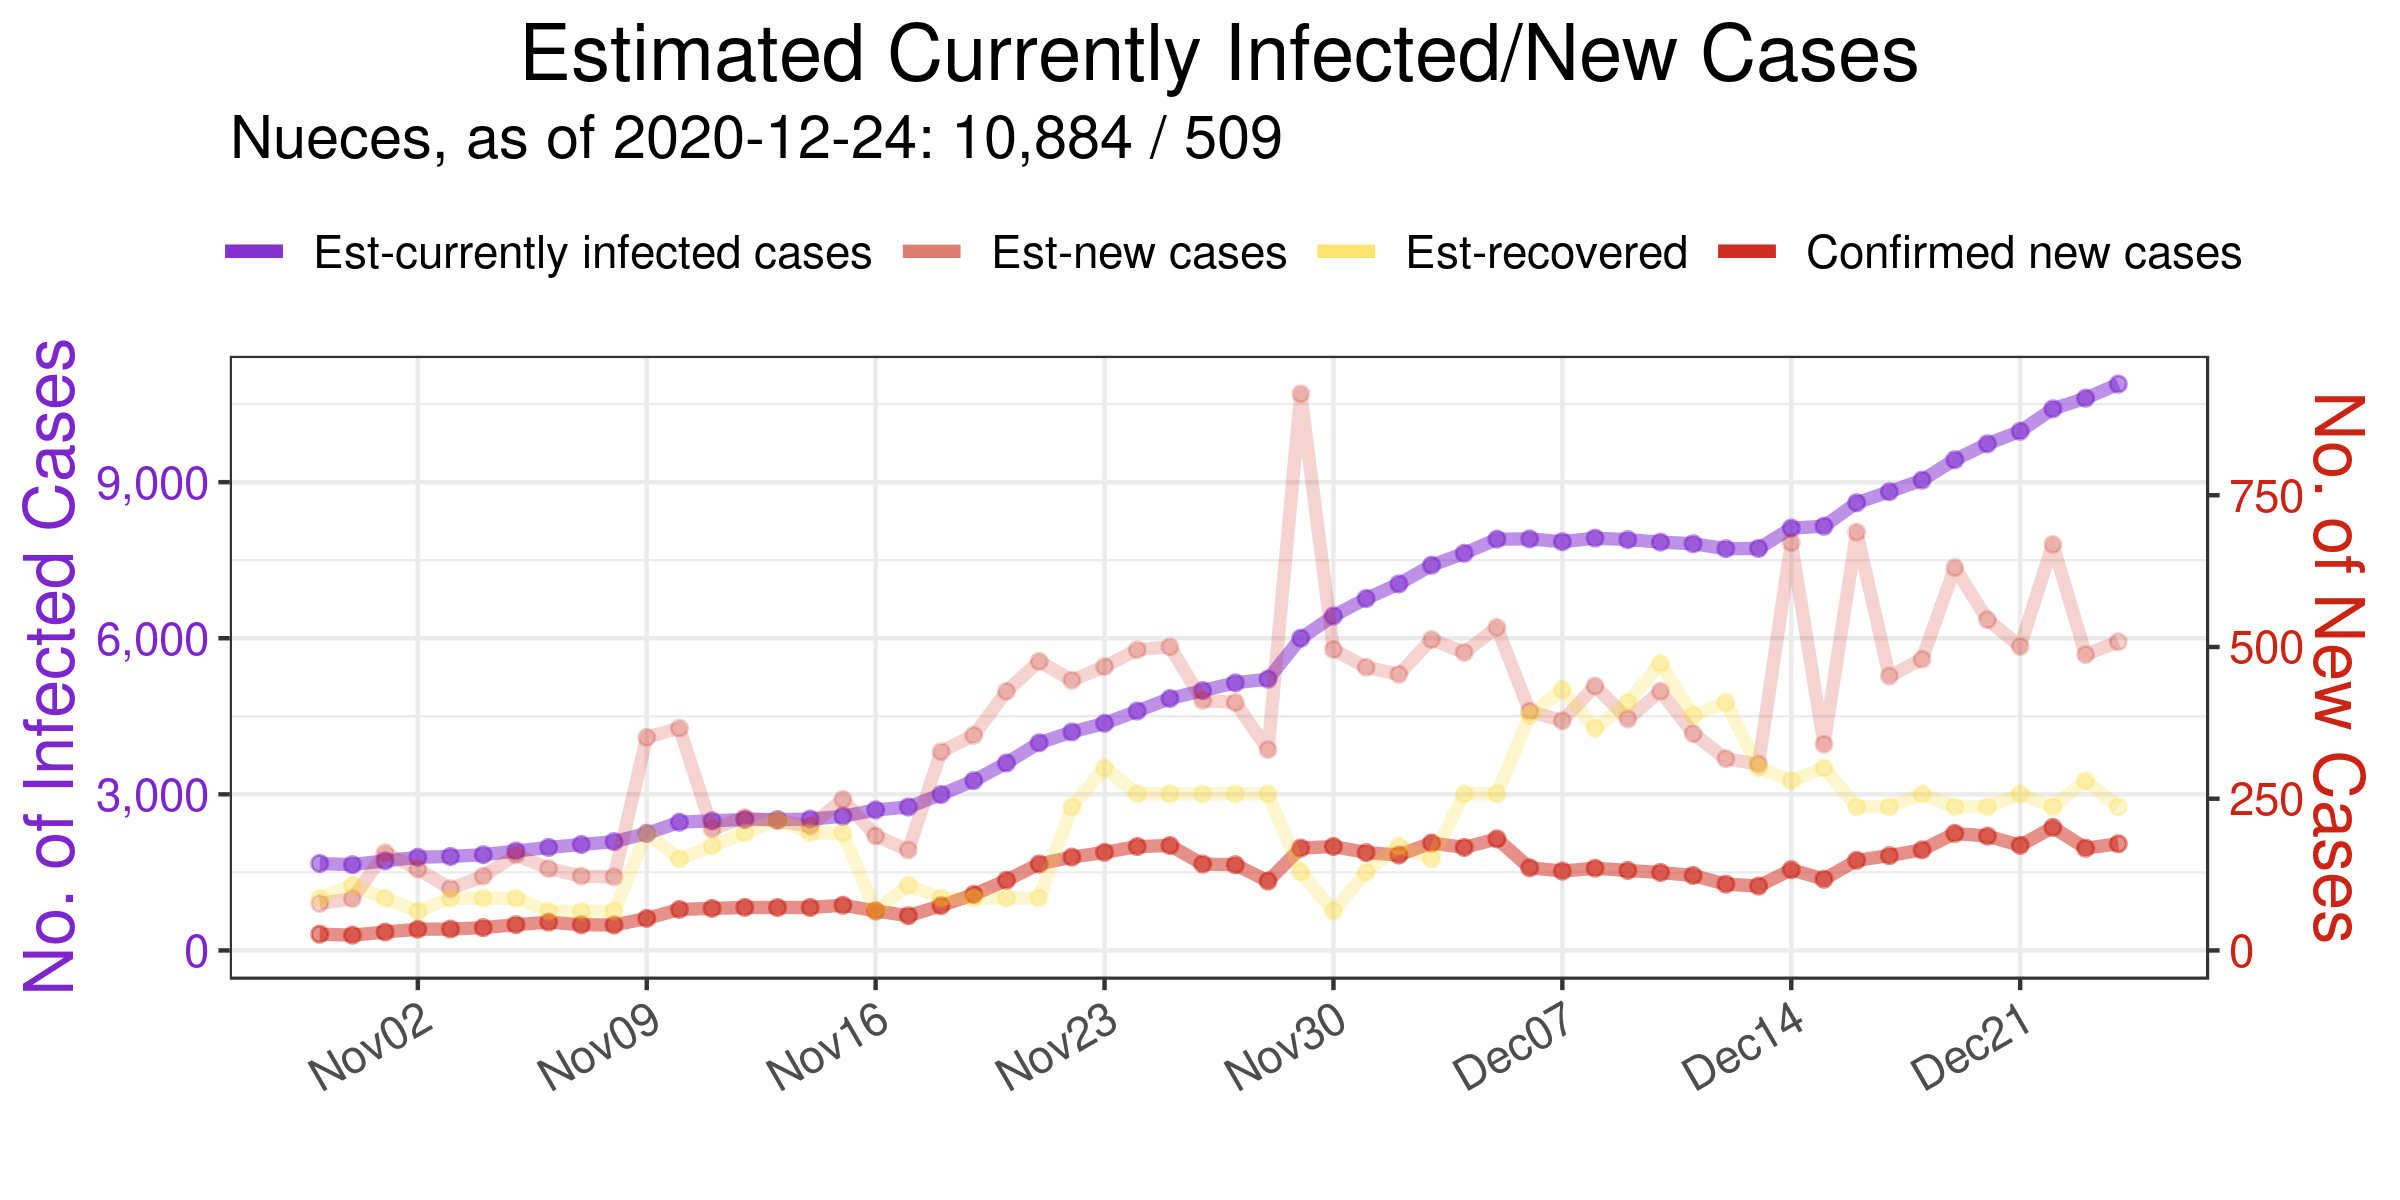 Estimated Currently Infected/New Cases
Nueces, as of 2020-12-24: 10,884 / 509
Est-currently infected cases Est-new cases Est-recovered Confirmed new cases
No. of Infected Cases
9,000
6,000
3,000
0
750
500
250
0
No. of New Cases
Nov02 Nov09 Nov16 Nov23 Nov30 Dec07 Dec14 Dec21